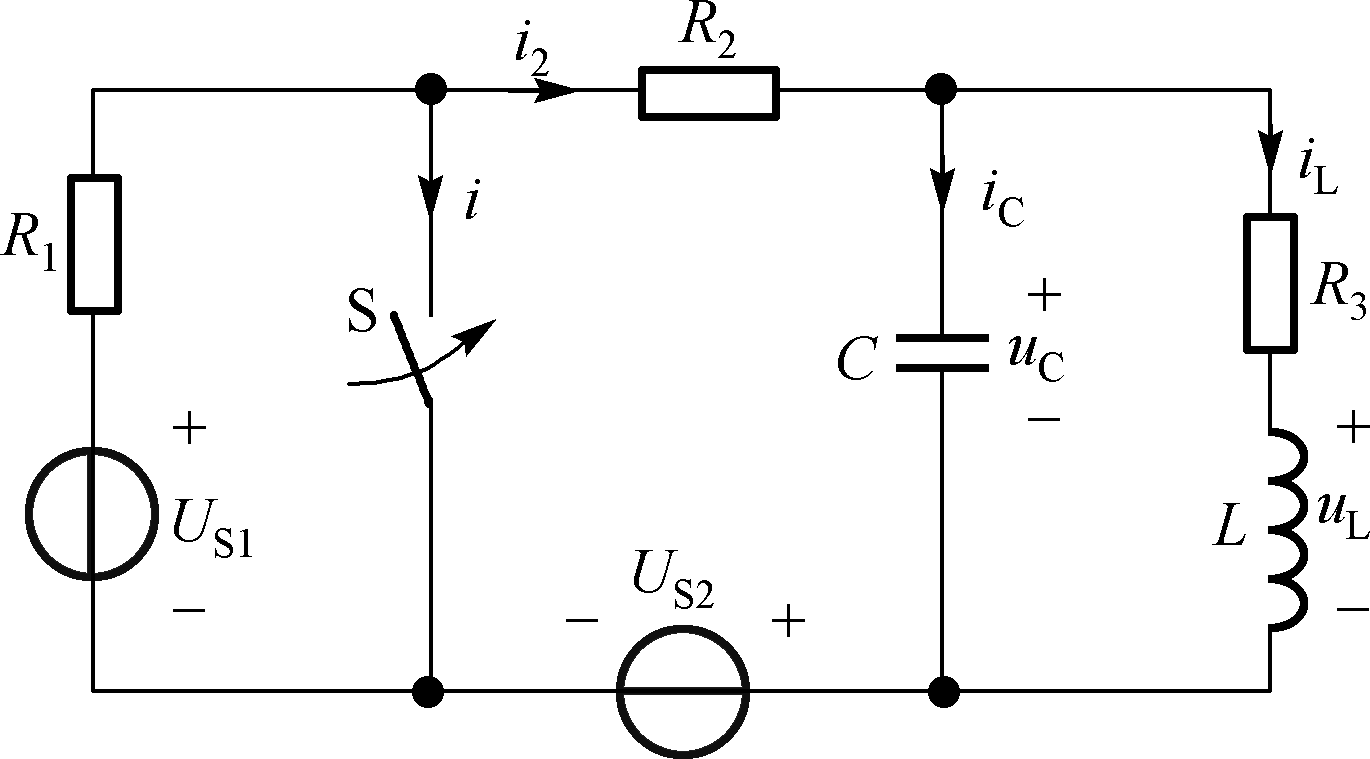 R2
i2
iL
i
iC
R1
S
+
R3
C
uC
+
−
+
US1
L
uL
US2
−
−
+
−